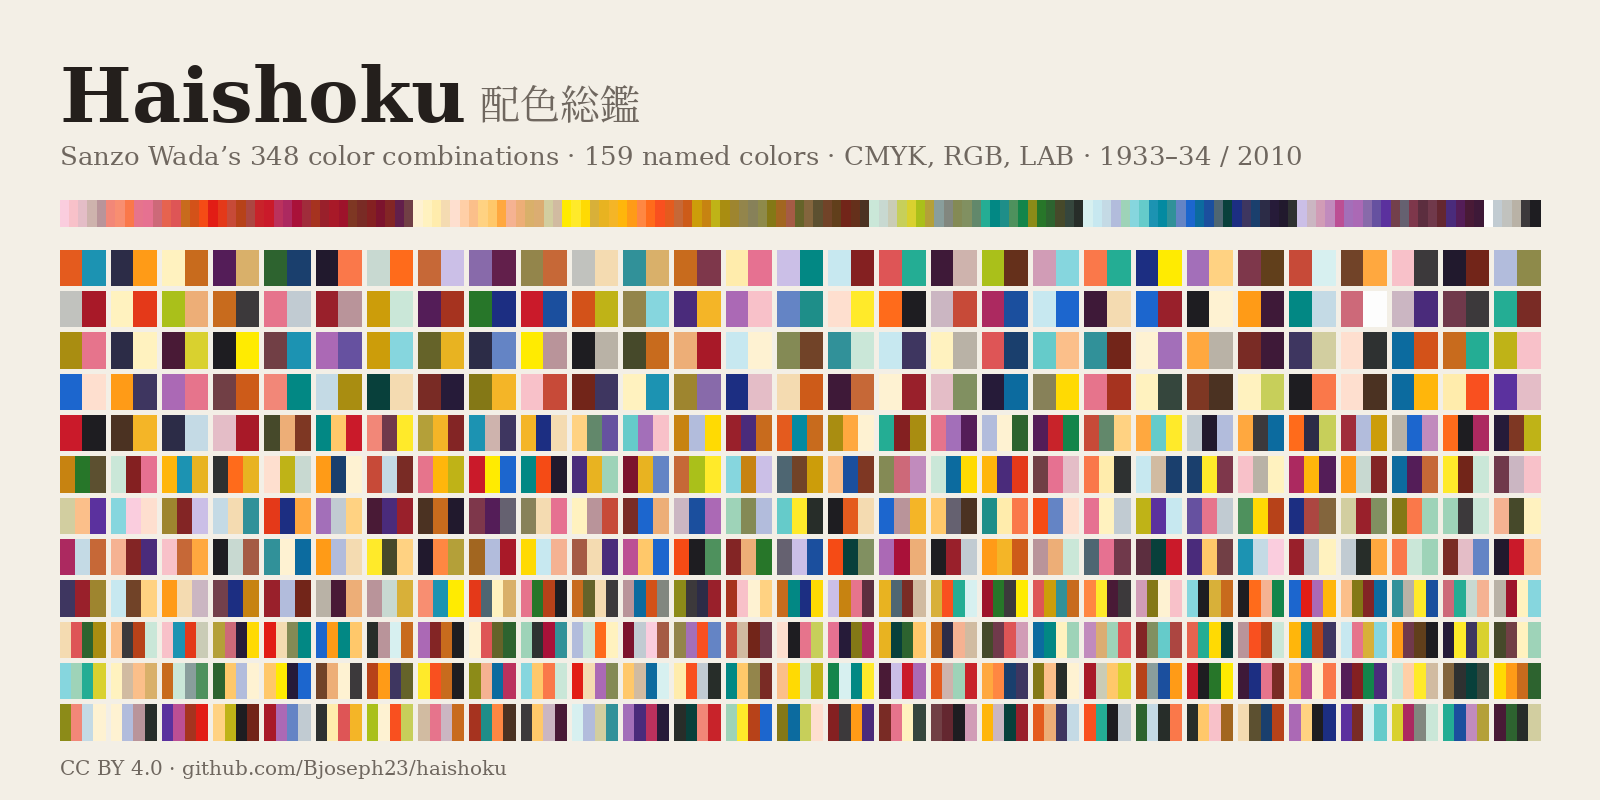 Haishoku 配色総鑑
Sanzo Wada’s 348 color combinations · 159 named colors · CMYK, RGB, LAB · 1933–34 / 2010
CC BY 4.0 · github.com/Bjoseph23/haishoku